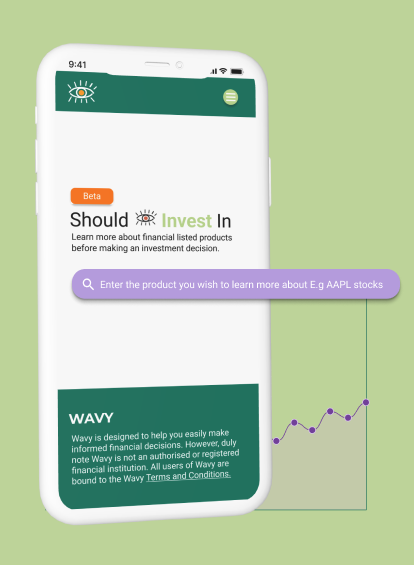 9:41
Beta
Should Invest In
Learn more about financial listed products
before making an investment decision.
Enter the product you wish to learn more about E.g AAPL stocks
WAVY
Wavy is designed to help you easily make
informed financial decisions. However, duly
note Wavy is not an authorised or registered
financial institution. All users of Wavy are
bound to the Wavy Terms and Conditions.